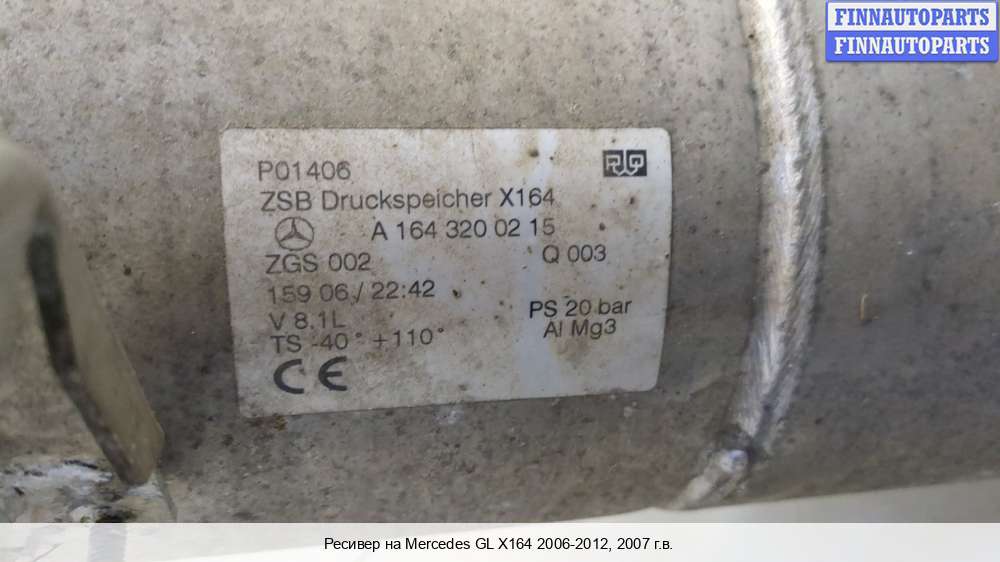 FINNAUTOPARTS
FINNAUTOPARTS
P01406
ZSB Druckspeicher X164
A 164 320 02 15
ZGS 002 Q 003
159 06 / 22:42
V 8.1L PS 20 bar
TS -40° +110° Al Mg3
CE
Ресивер на Mercedes GL X164 2006-2012, 2007 г.в.